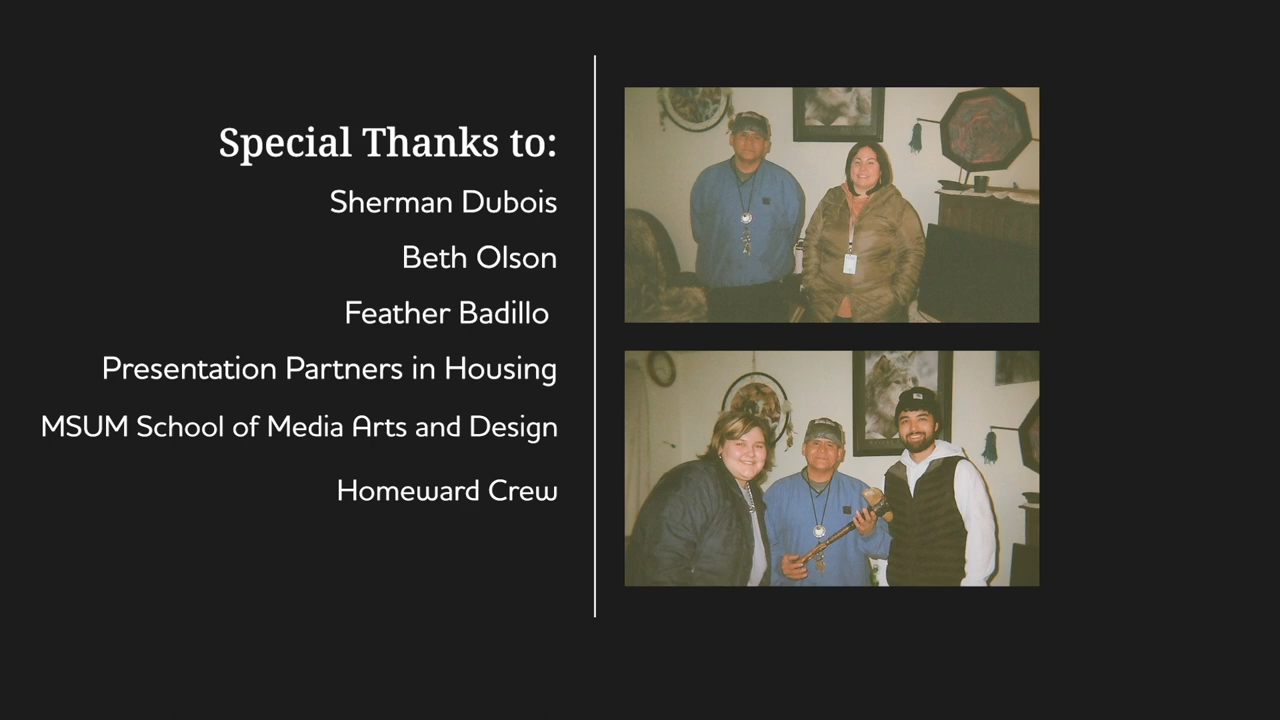 Special Thanks to:
Sherman Dubois
Beth Olson
Feather Badillo
Presentation Partners in Housing
MSUM School of Media Arts and Design
Homeward Crew